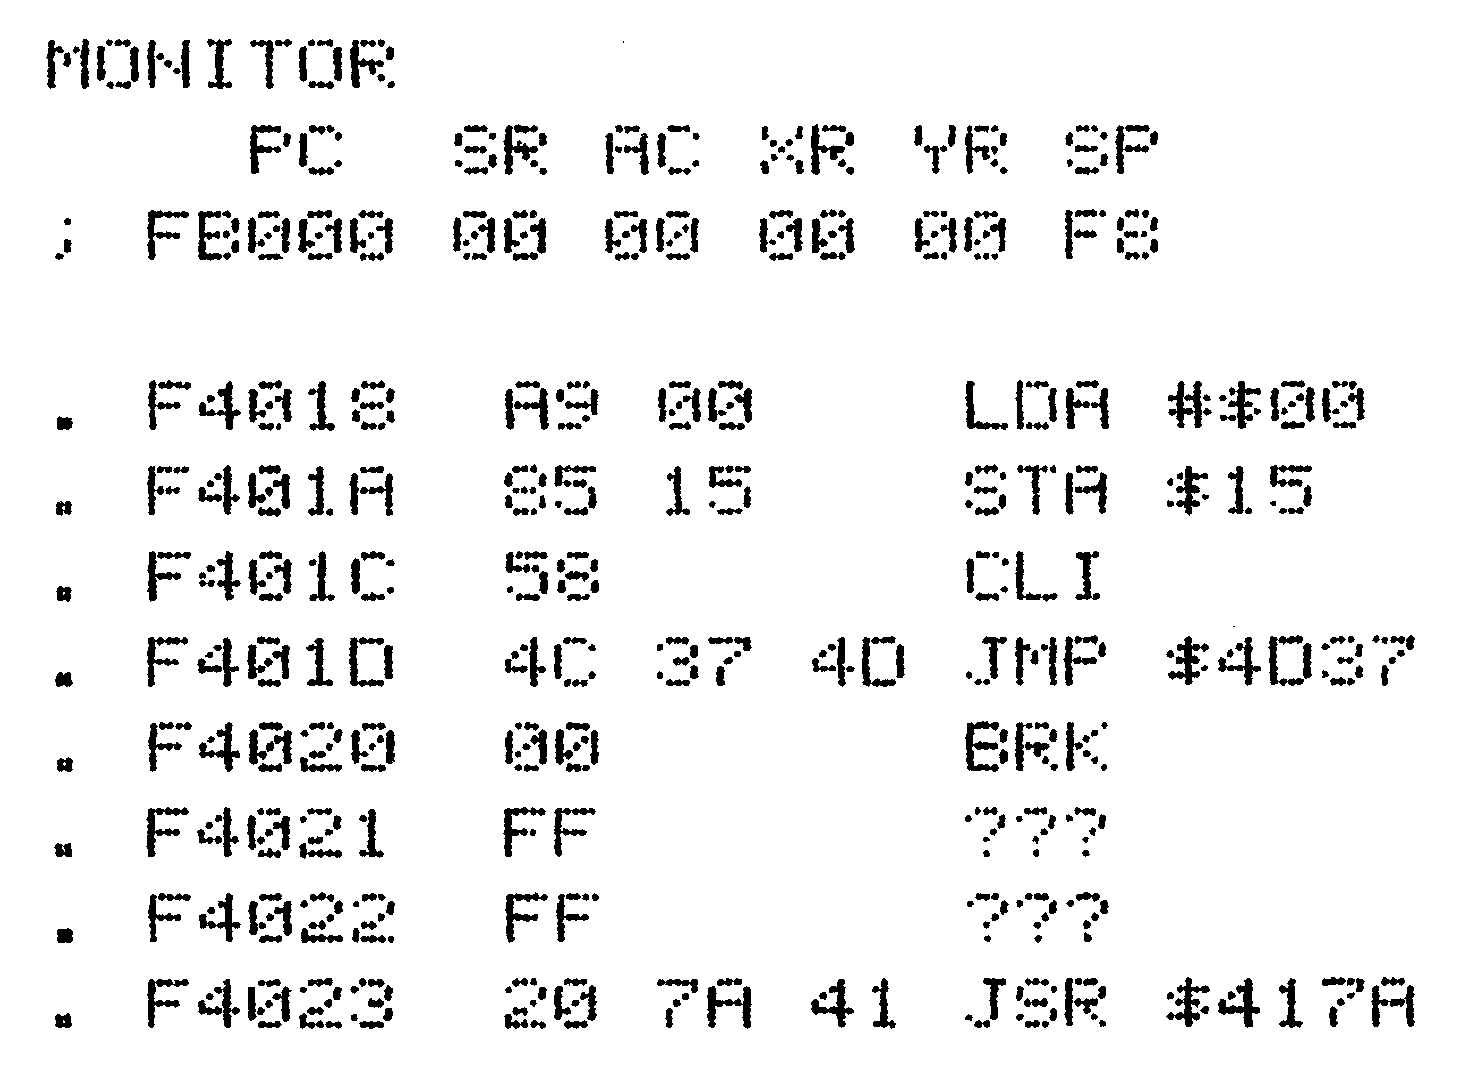 MONITOR
PC SR AC XR YR SP
; FB000 00 00 00 00 F8
. F4018 A9 00 LDA #$00
. F401A 85 15 STA $15
. F401C 58 CLI
. F401D 4C 37 4D JMP $4D37
. F4020 00 BRK
. F4021 FF ???
. F4022 FF ???
. F4023 20 7A 41 JSR $417A